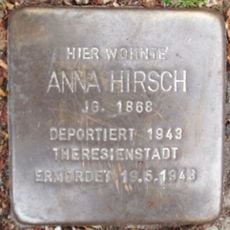 HIER WOHNTE
ANNA HIRSCH
JG. 1868
DEPORTIERT 1943
THERESIENSTADT
ERMORDET 19.5.1943